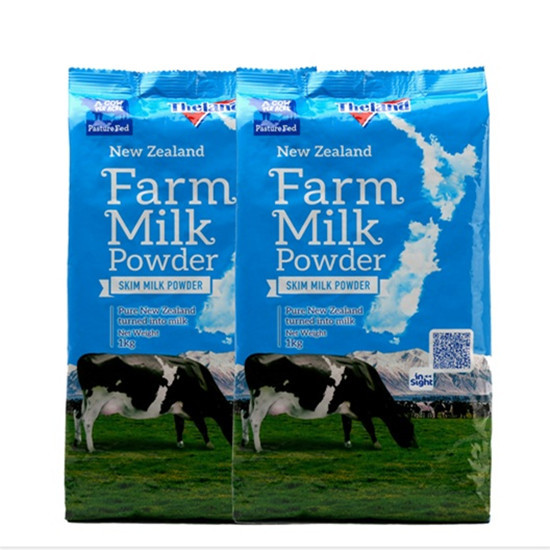 Theland
Pasture Fed
New Zealand
Farm
Milk
Powder
SKIM MILK POWDER
Pure New Zealand
turned into milk
Net Weight
1kg
Theland
Pasture Fed
New Zealand
Farm
Milk
Powder
SKIM MILK POWDER
Pure New Zealand
turned into milk
Net Weight
1kg
in
Sight